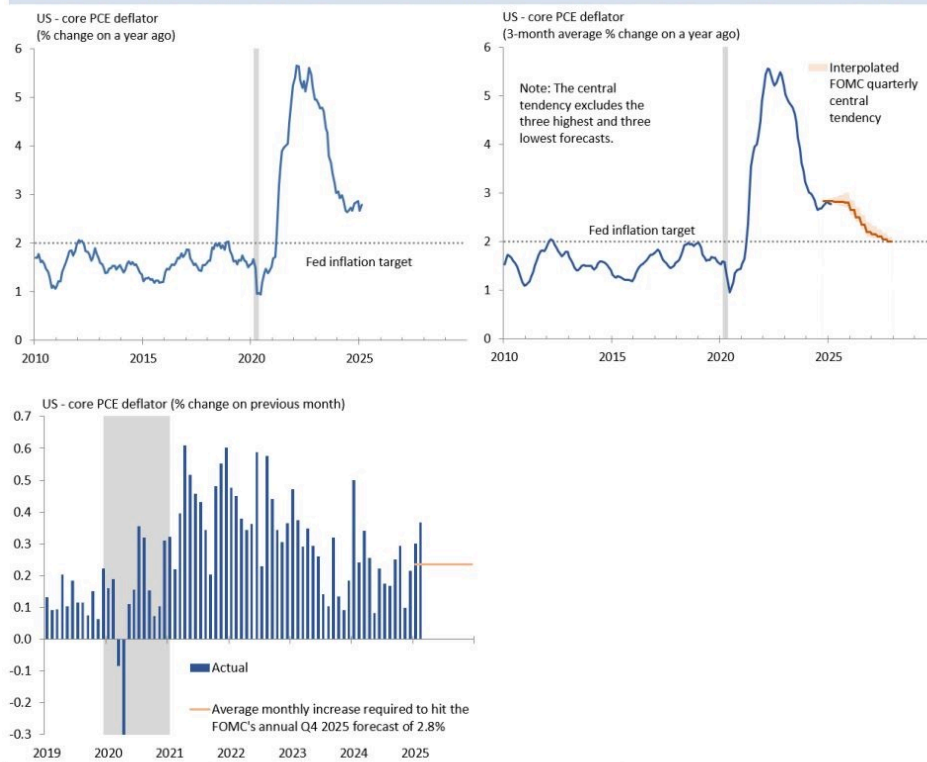 US - core PCE deflator
(% change on a year ago)
6
5
4
3
2
1
0
Fed inflation target
2010
2015
2020
2025
US - core PCE deflator
(3-month average % change on a year ago)
6
5
4
3
2
1
0
Note: The central
tendency excludes the
three highest and three
lowest forecasts.
Interpolated
FOMC quarterly
central
tendency
Fed inflation target
2010
2015
2020
2025
US - core PCE deflator (% change on previous month)
0.7
0.6
0.5
0.4
0.3
0.2
0.1
0.0
-0.1
-0.2
-0.3
Actual
Average monthly increase required to hit the
FOMC's annual Q4 2025 forecast of 2.8%
2019
2020
2021
2022
2023
2024
2025